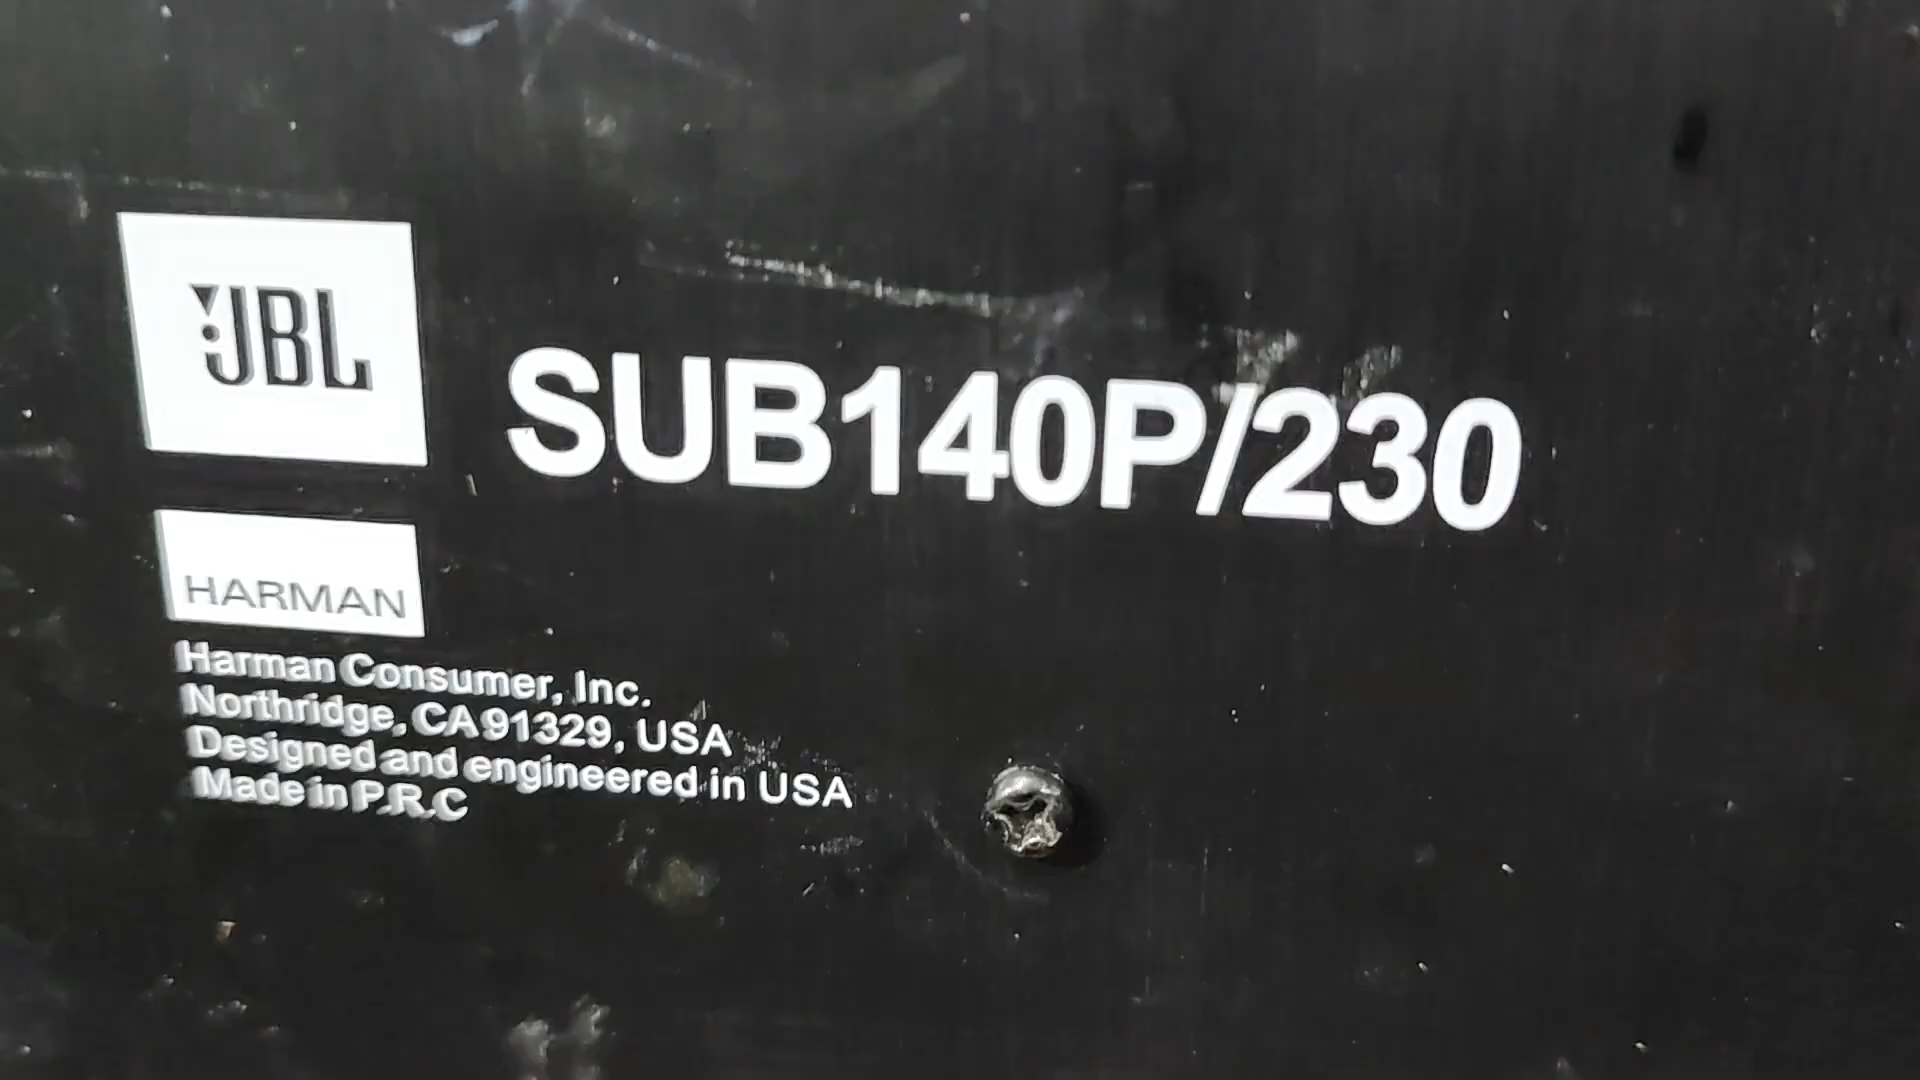 JBL
SUB140P/230
HARMAN
Harman Consumer, Inc.
Northridge, CA 91329, USA
Designed and engineered in USA
Made in P.R.C